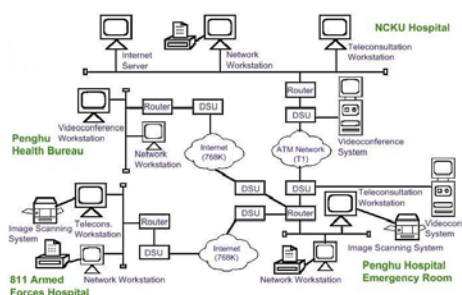 NCKU Hospital
Internet
Server
Network
Workstation
Teleconsultation
Workstation
Router
DSU
Videoconference
System
Penghu
Health Bureau
Videoconference
Workstation
Router
DSU
Network
Workstation
Internet
(768K)
ATM Network
(T1)
DSU
DSU
Router
Teleconsultation
Workstation
Image Scanning
System
Telecons.
Workstation
Router
DSU
DSU
Internet
(768K)
Network Workstation
811 Armed
Forces Hospital
Network Workstation
Image Scanning System
Videocon
Penghu Hospital
Emergency Room